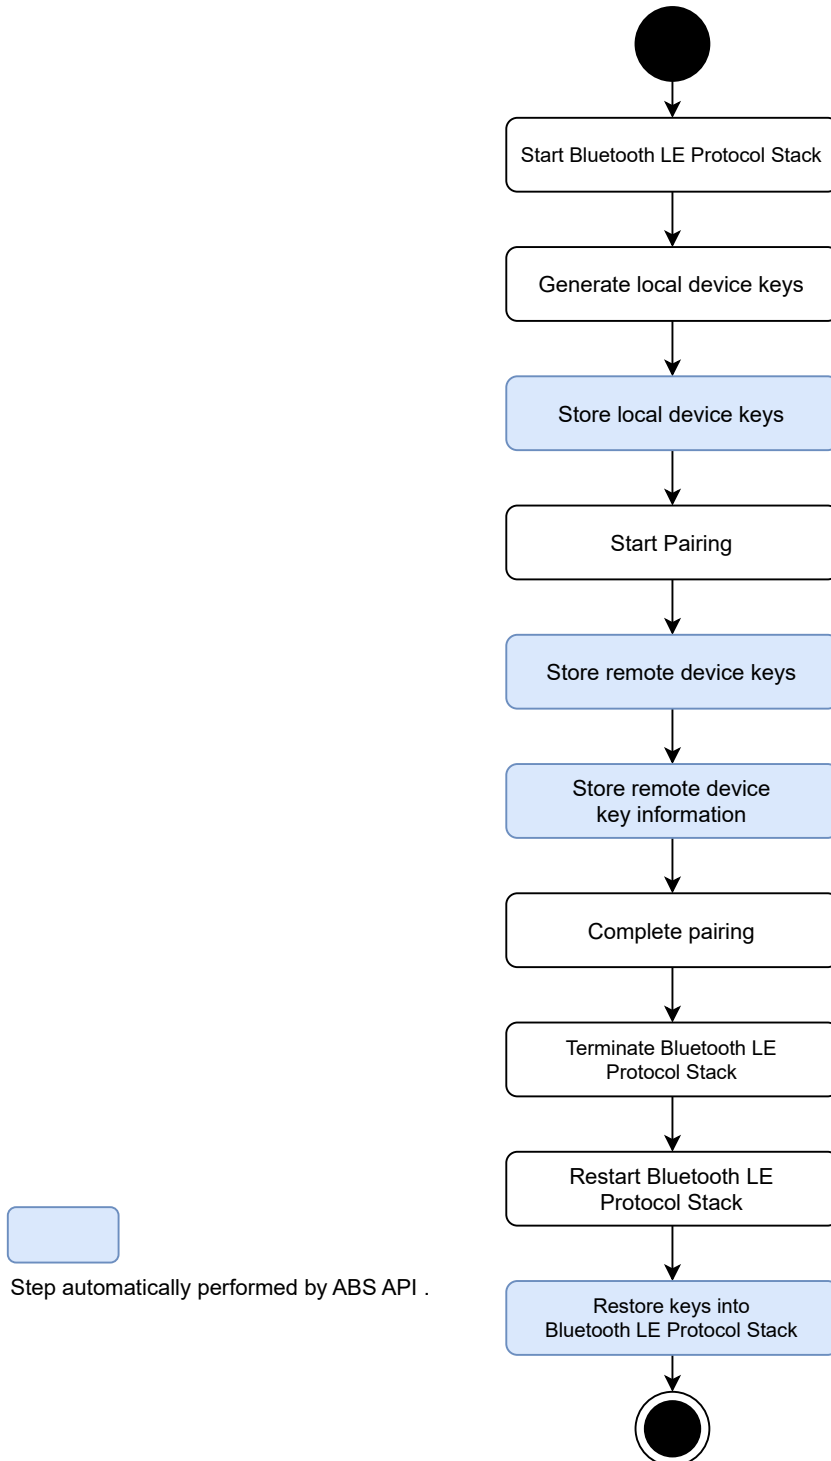 Start Bluetooth LE Protocol Stack
Generate local device keys
Store local device keys
Start Pairing
Store remote device keys
Store remote device
key information
Complete pairing
Terminate Bluetooth LE
Protocol Stack
Restart Bluetooth LE
Protocol Stack
Step automatically performed by ABS API .
Restore keys into
Bluetooth LE Protocol Stack